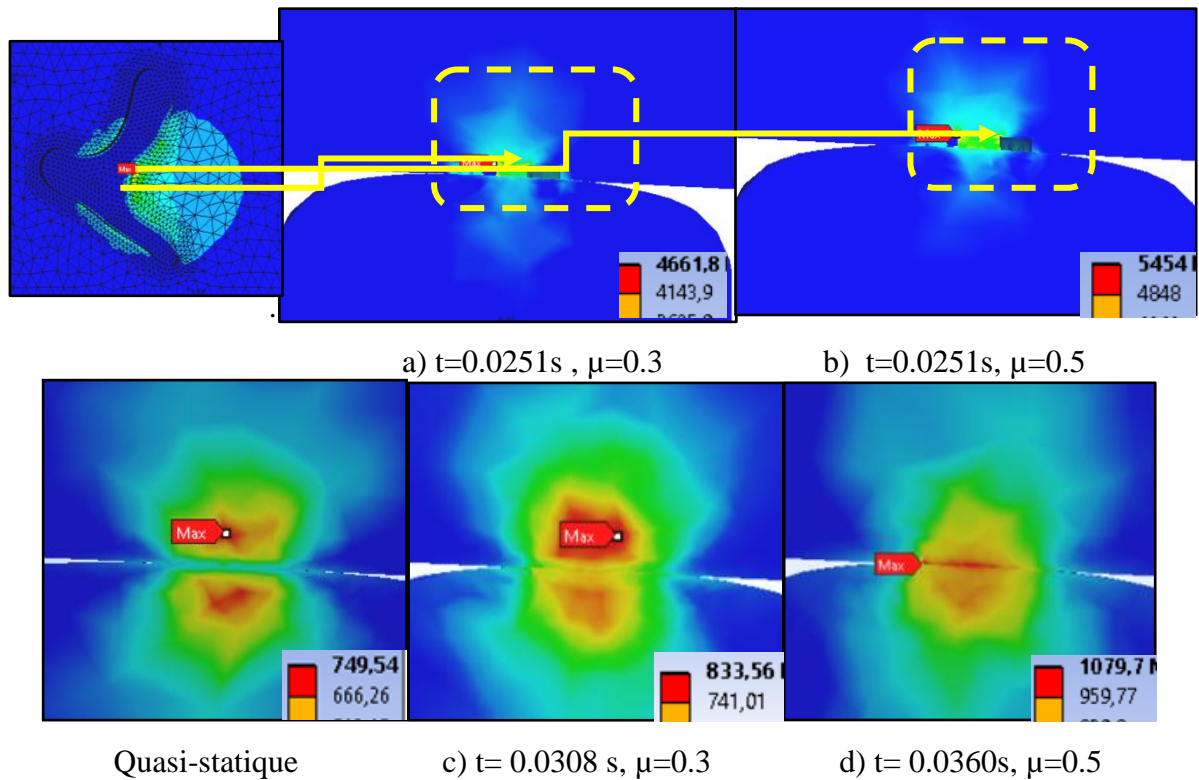 Max
Max
Max
4661,8
4143,9
5454
4848
a) t=0.0251s , µ=0.3
b) t=0.0251s, µ=0.5
Max
Max
Max
749,54
666,26
833,56
741,01
1079,7
959,77
Quasi-statique
c) t= 0.0308 s, µ=0.3
d) t= 0.0360s, µ=0.5